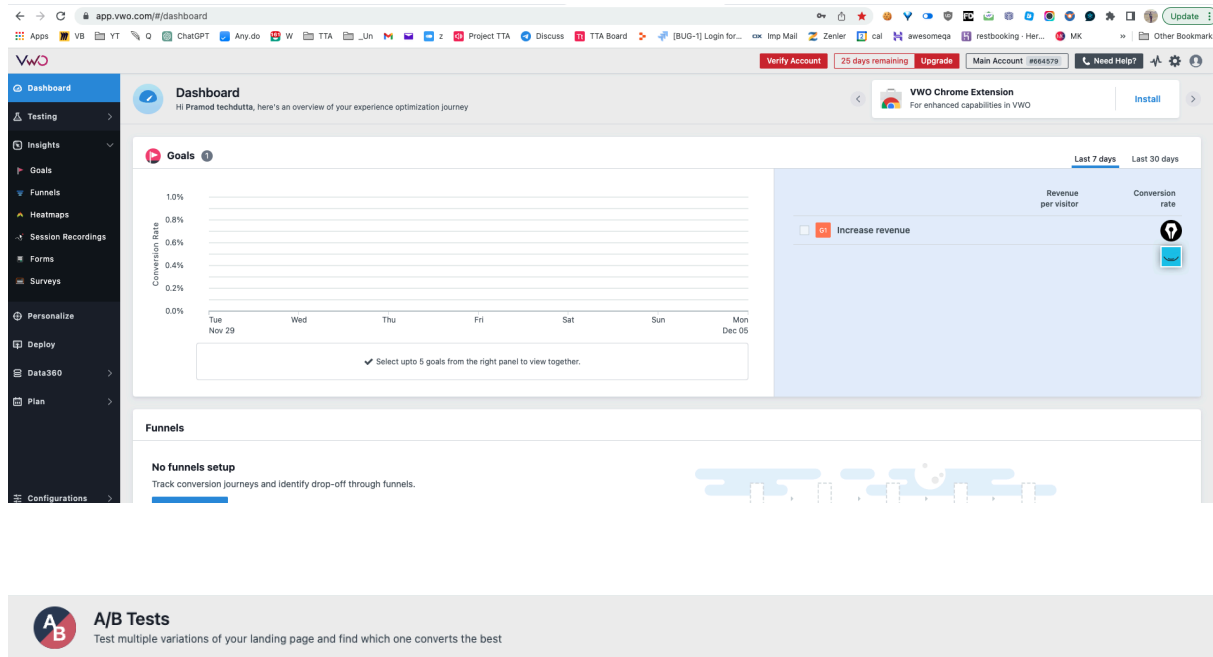 app.vwo.com/#/dashboard
Update
Apps VB YT Q ChatGPT Any.do W TTA _Un z Project TTA Discuss TTA Board [BUG-1] Login for... Imp Mail Zenler cal awesomeqa restbooking - Her... MK » Other Bookmark
VWO
Verify Account 25 days remaining Upgrade Main Account #664579 Need Help?
Dashboard
Testing
Insights
Goals
Funnels
Heatmaps
Session Recordings
Forms
Surveys
Personalize
Deploy
Data360
Plan
Configurations
Dashboard
Hi Pramod techdutta, here's an overview of your experience optimization journey
VWO Chrome Extension
For enhanced capabilities in VWO
Install
Goals 1
Last 7 days Last 30 days
Conversion Rate
1.0%
0.8%
0.6%
0.4%
0.2%
0.0%
Tue Wed Thu Fri Sat Sun Mon
Nov 29 Dec 05
Select upto 5 goals from the right panel to view together.
Revenue per visitor
Conversion rate
G1 Increase revenue
Funnels
No funnels setup
Track conversion journeys and identify drop-off through funnels.
A/B
A/B Tests
Test multiple variations of your landing page and find which one converts the best